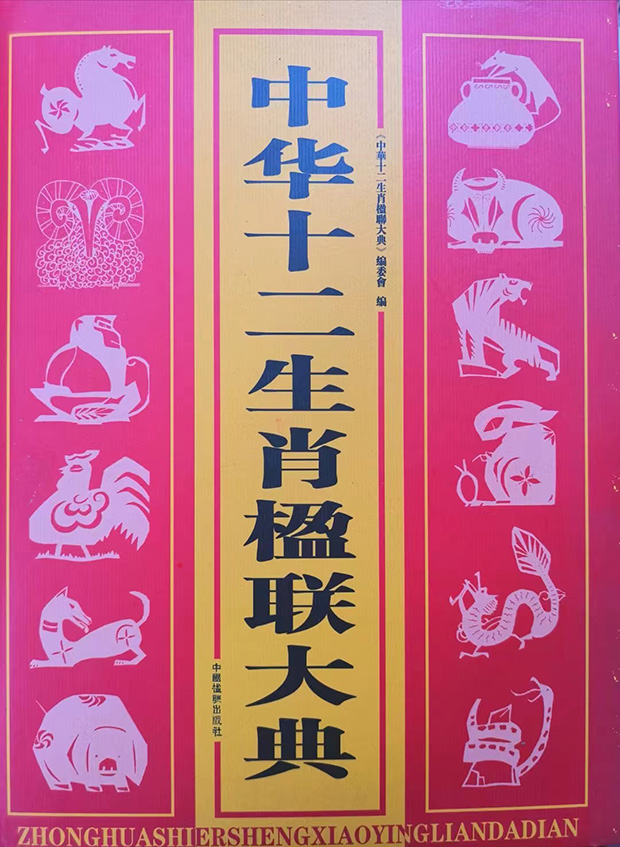 中华十二生肖楹联大典
《中華十二生肖楹聯大典》编委會 编
中國楹联出版社
ZHONGHUASHIERSHENGXIAOYINGLIANDADIAN